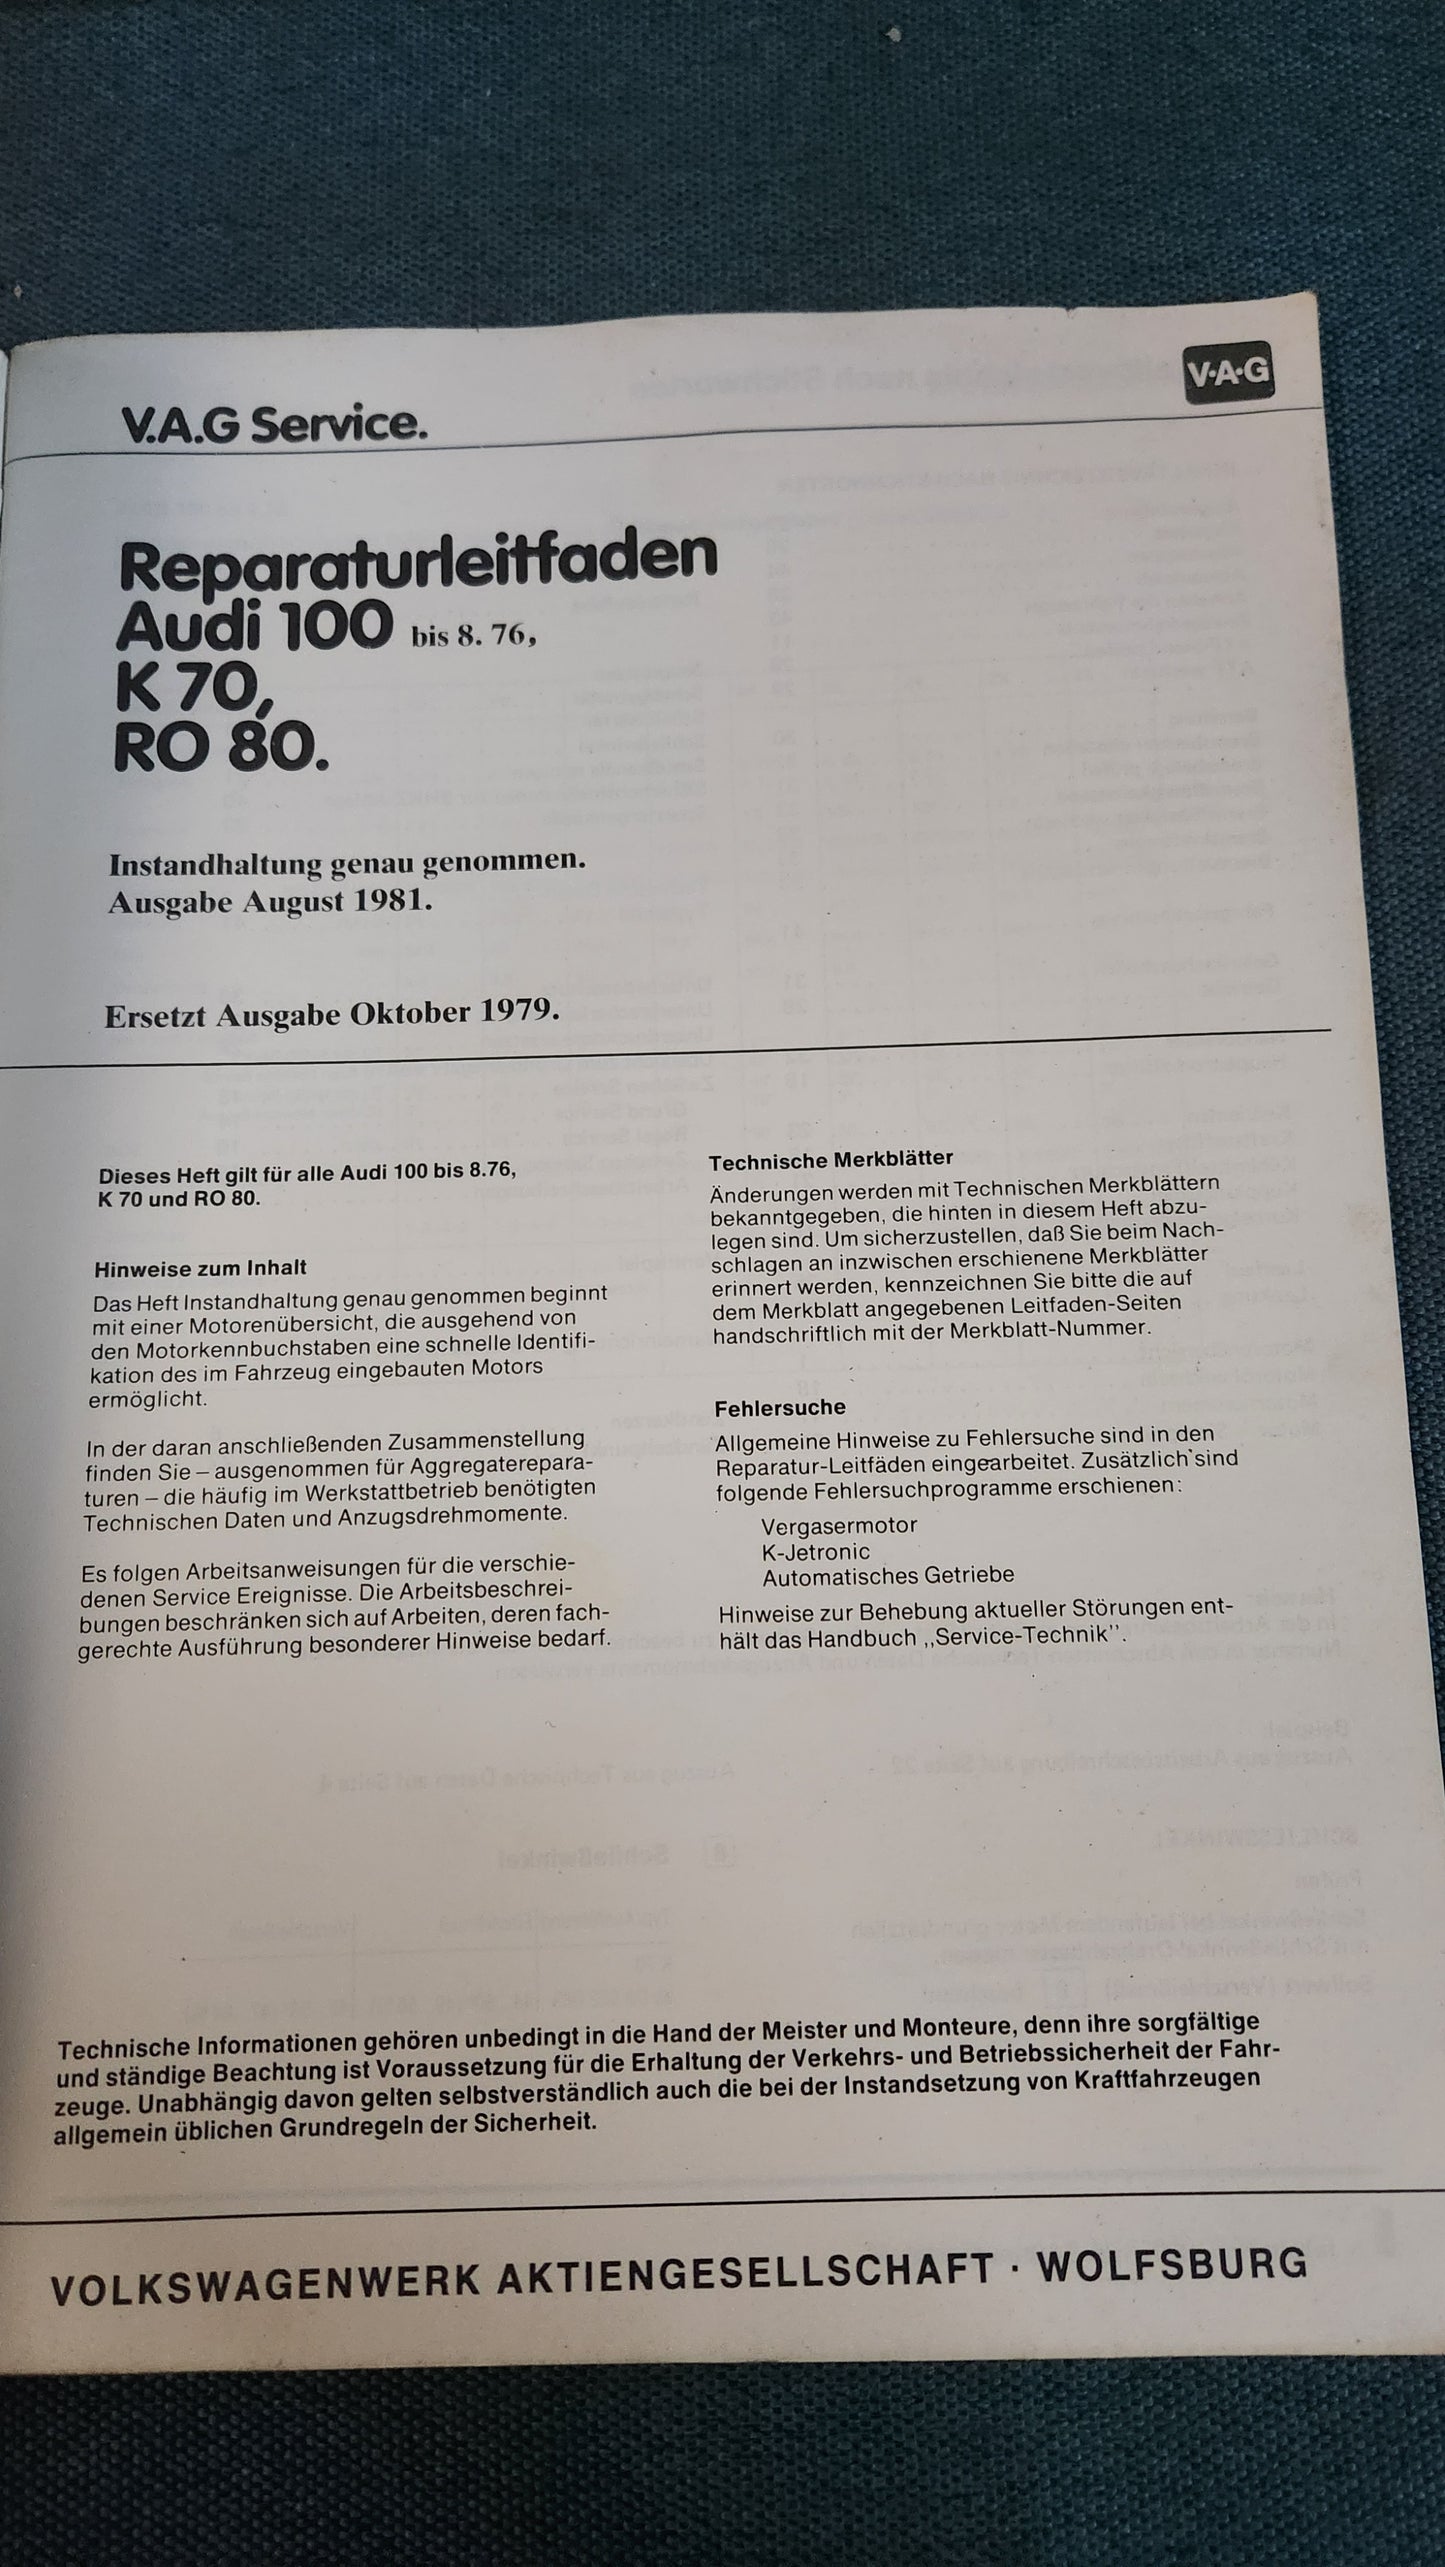 V·A·G
V.A.G Service.
Reparaturleitfaden
Audi 100 bis 8. 76,
K 70,
RO 80.
Instandhaltung genau genommen.
Ausgabe August 1981.
Ersetzt Ausgabe Oktober 1979.
Dieses Heft gilt für alle Audi 100 bis 8.76,
K 70 und RO 80.
Hinweise zum Inhalt
Das Heft Instandhaltung genau genommen beginnt
mit einer Motorenübersicht, die ausgehend von
den Motorkennbuchstaben eine schnelle Identifi-
kation des im Fahrzeug eingebauten Motors
ermöglicht.
In der daran anschließenden Zusammenstellung
finden Sie – ausgenommen für Aggregaterepara-
turen – die häufig im Werkstattbetrieb benötigten
Technischen Daten und Anzugsdrehmomente.
Es folgen Arbeitsanweisungen für die verschie-
denen Service Ereignisse. Die Arbeitsbeschrei-
bungen beschränken sich auf Arbeiten, deren fach-
gerechte Ausführung besonderer Hinweise bedarf.
Technische Merkblätter
Änderungen werden mit Technischen Merkblättern
bekanntgegeben, die hinten in diesem Heft abzu-
legen sind. Um sicherzustellen, daß Sie beim Nach-
schlagen an inzwischen erschienene Merkblätter
erinnert werden, kennzeichnen Sie bitte die auf
dem Merkblatt angegebenen Leitfaden-Seiten
handschriftlich mit der Merkblatt-Nummer.
Fehlersuche
Allgemeine Hinweise zu Fehlersuche sind in den
Reparatur-Leitfäden eingearbeitet. Zusätzlich sind
folgende Fehlersuchprogramme erschienen:
Vergasermotor
K-Jetronic
Automatisches Getriebe
Hinweise zur Behebung aktueller Störungen ent-
hält das Handbuch ,,Service-Technik''.
Technische Informationen gehören unbedingt in die Hand der Meister und Monteure, denn ihre sorgfältige
und ständige Beachtung ist Voraussetzung für die Erhaltung der Verkehrs- und Betriebssicherheit der Fahr-
zeuge. Unabhängig davon gelten selbstverständlich auch die bei der Instandsetzung von Kraftfahrzeugen
allgemein üblichen Grundregeln der Sicherheit.
VOLKSWAGENWERK AKTIENGESELLSCHAFT · WOLFSBURG